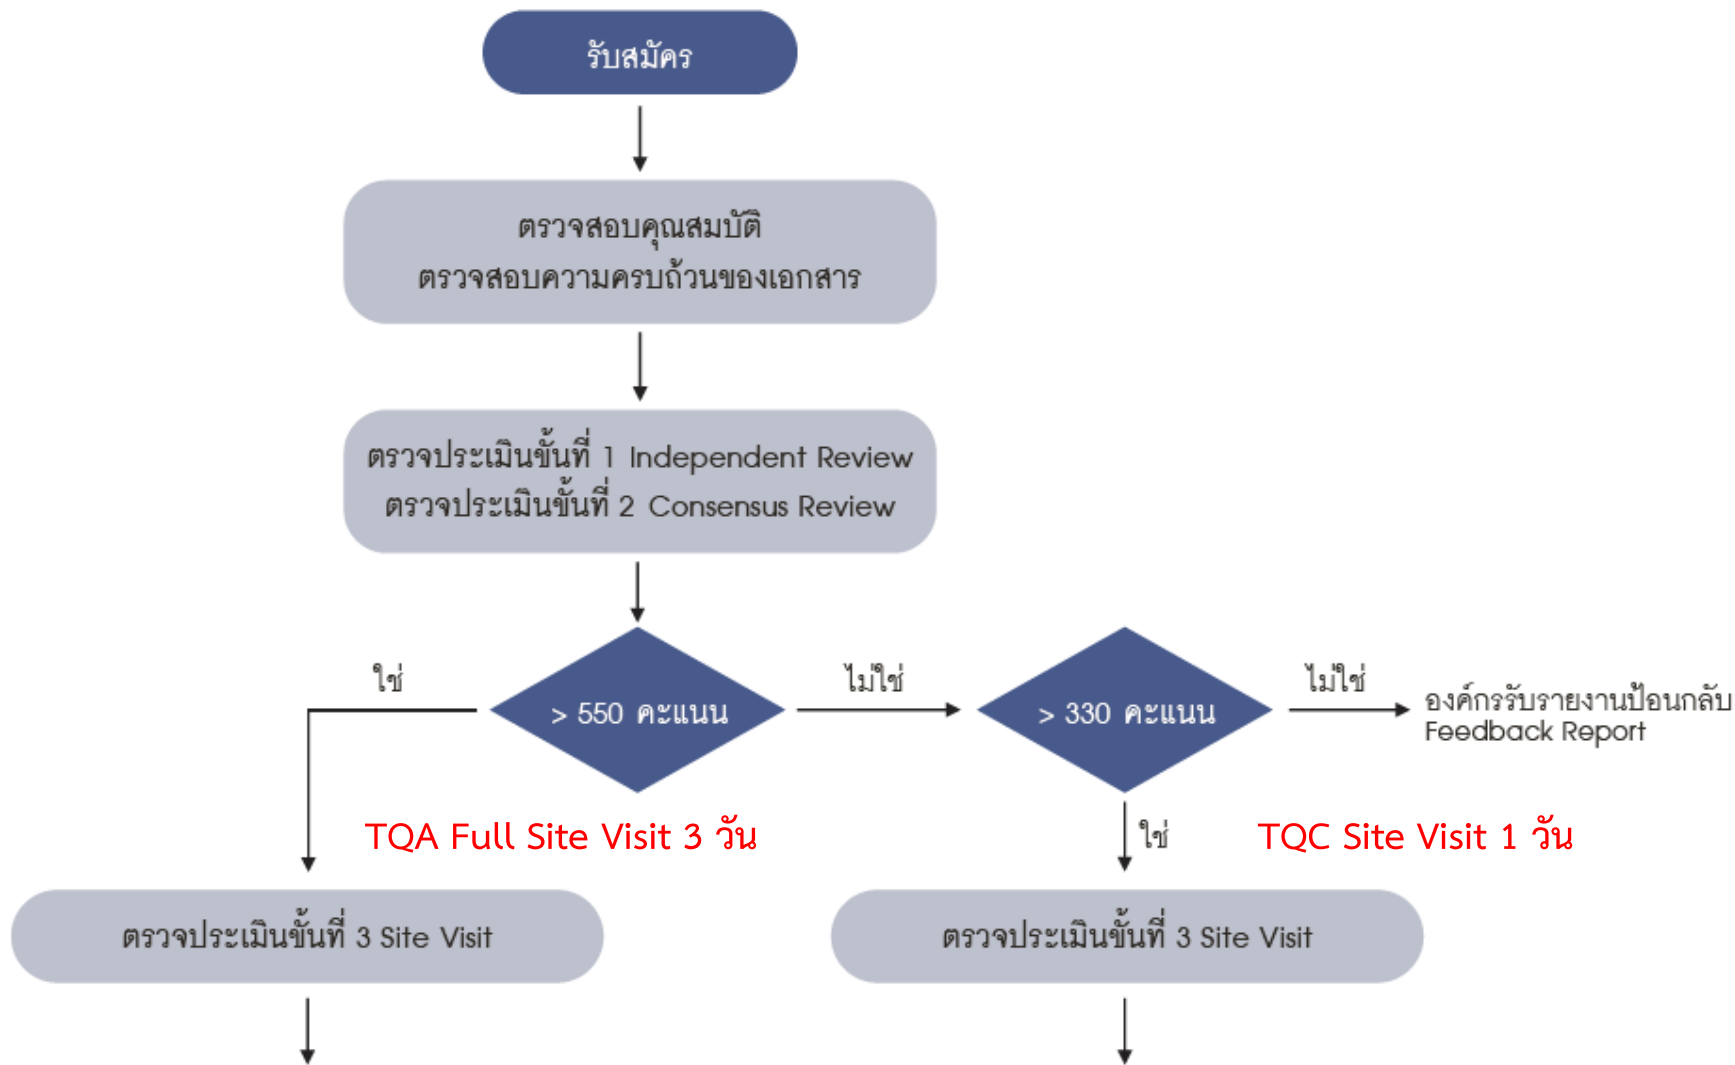 รับสมัคร
ตรวจสอบคุณสมบัติ
ตรวจสอบความครบถ้วนของเอกสาร
ตรวจประเมินขั้นที่ 1 Independent Review
ตรวจประเมินขั้นที่ 2 Consensus Review
ใช่
> 550 คะแนน
ไม่ใช่
> 330 คะแนน
ไม่ใช่
องค์กรรับรายงานป้อนกลับ
Feedback Report
TQA Full Site Visit 3 วัน
ใช่
TQC Site Visit 1 วัน
ตรวจประเมินขั้นที่ 3 Site Visit
ตรวจประเมินขั้นที่ 3 Site Visit